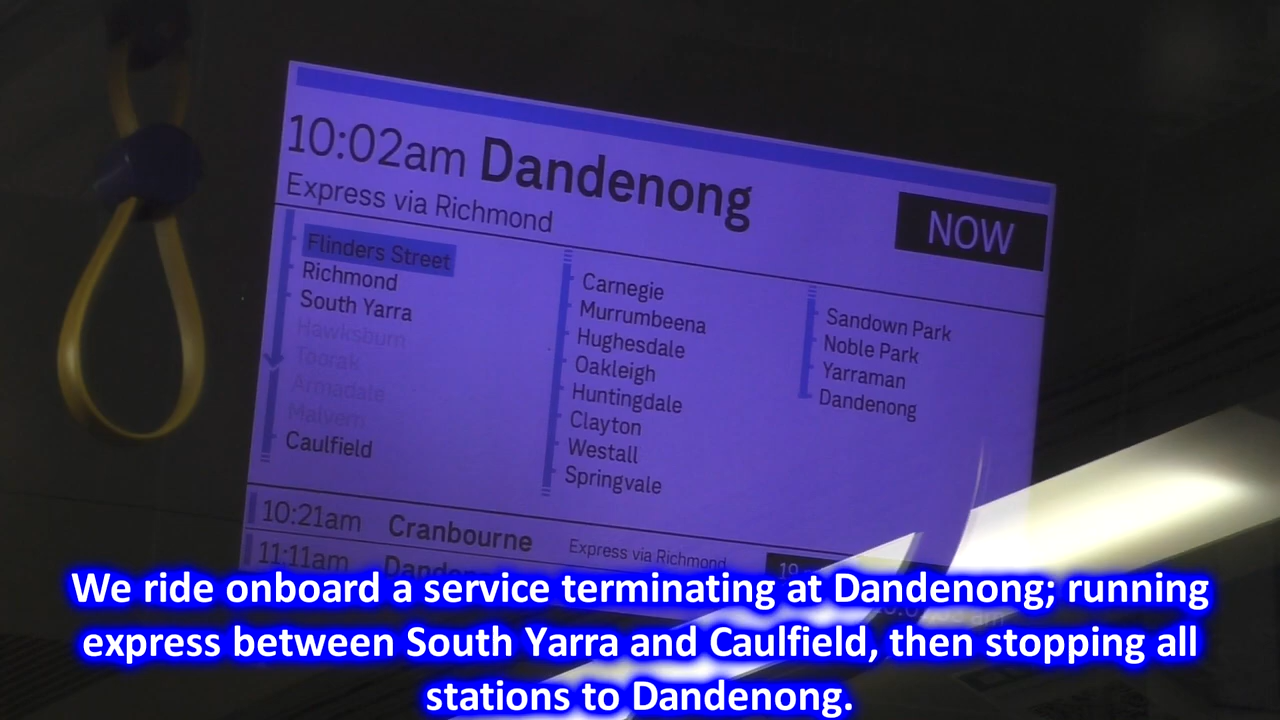 10:02am Dandenong
NOW
Express via Richmond
Flinders Street
Richmond
South Yarra
Hawksburn
Toorak
Armadale
Malvern
Caulfield
Carnegie
Murrumbeena
Hughesdale
Oakleigh
Huntingdale
Clayton
Westall
Springvale
Sandown Park
Noble Park
Yarraman
Dandenong
10:21am Cranbourne Express via Richmond 19
11:11am
We ride onboard a service terminating at Dandenong; running
express between South Yarra and Caulfield, then stopping all
stations to Dandenong.